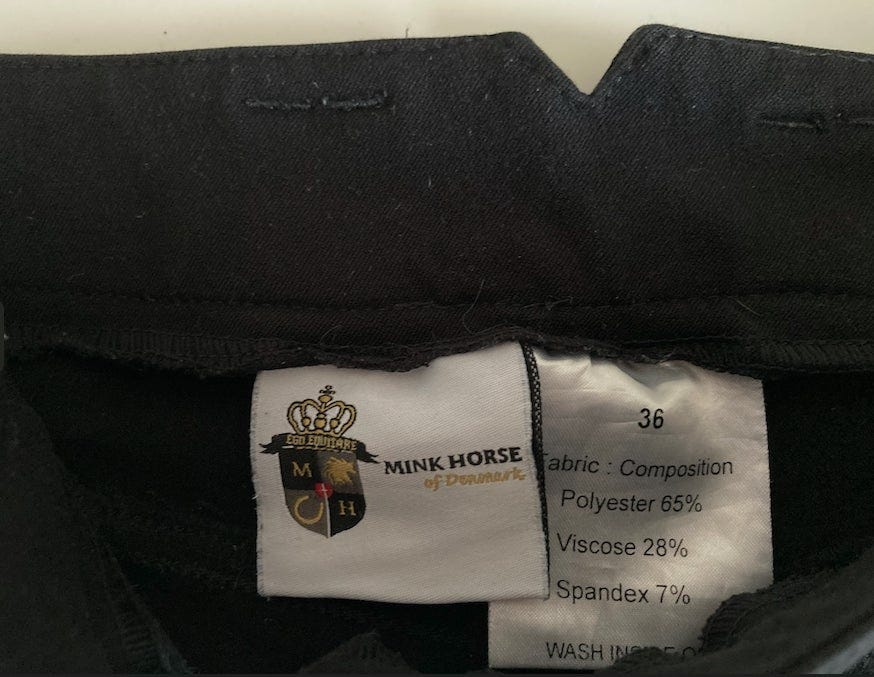 EGO EQUITARE
M
H
MINK HORSE
of Denmark
36
Fabric : Composition
Polyester 65%
Viscose 28%
Spandex 7%
WASH INSIDE O